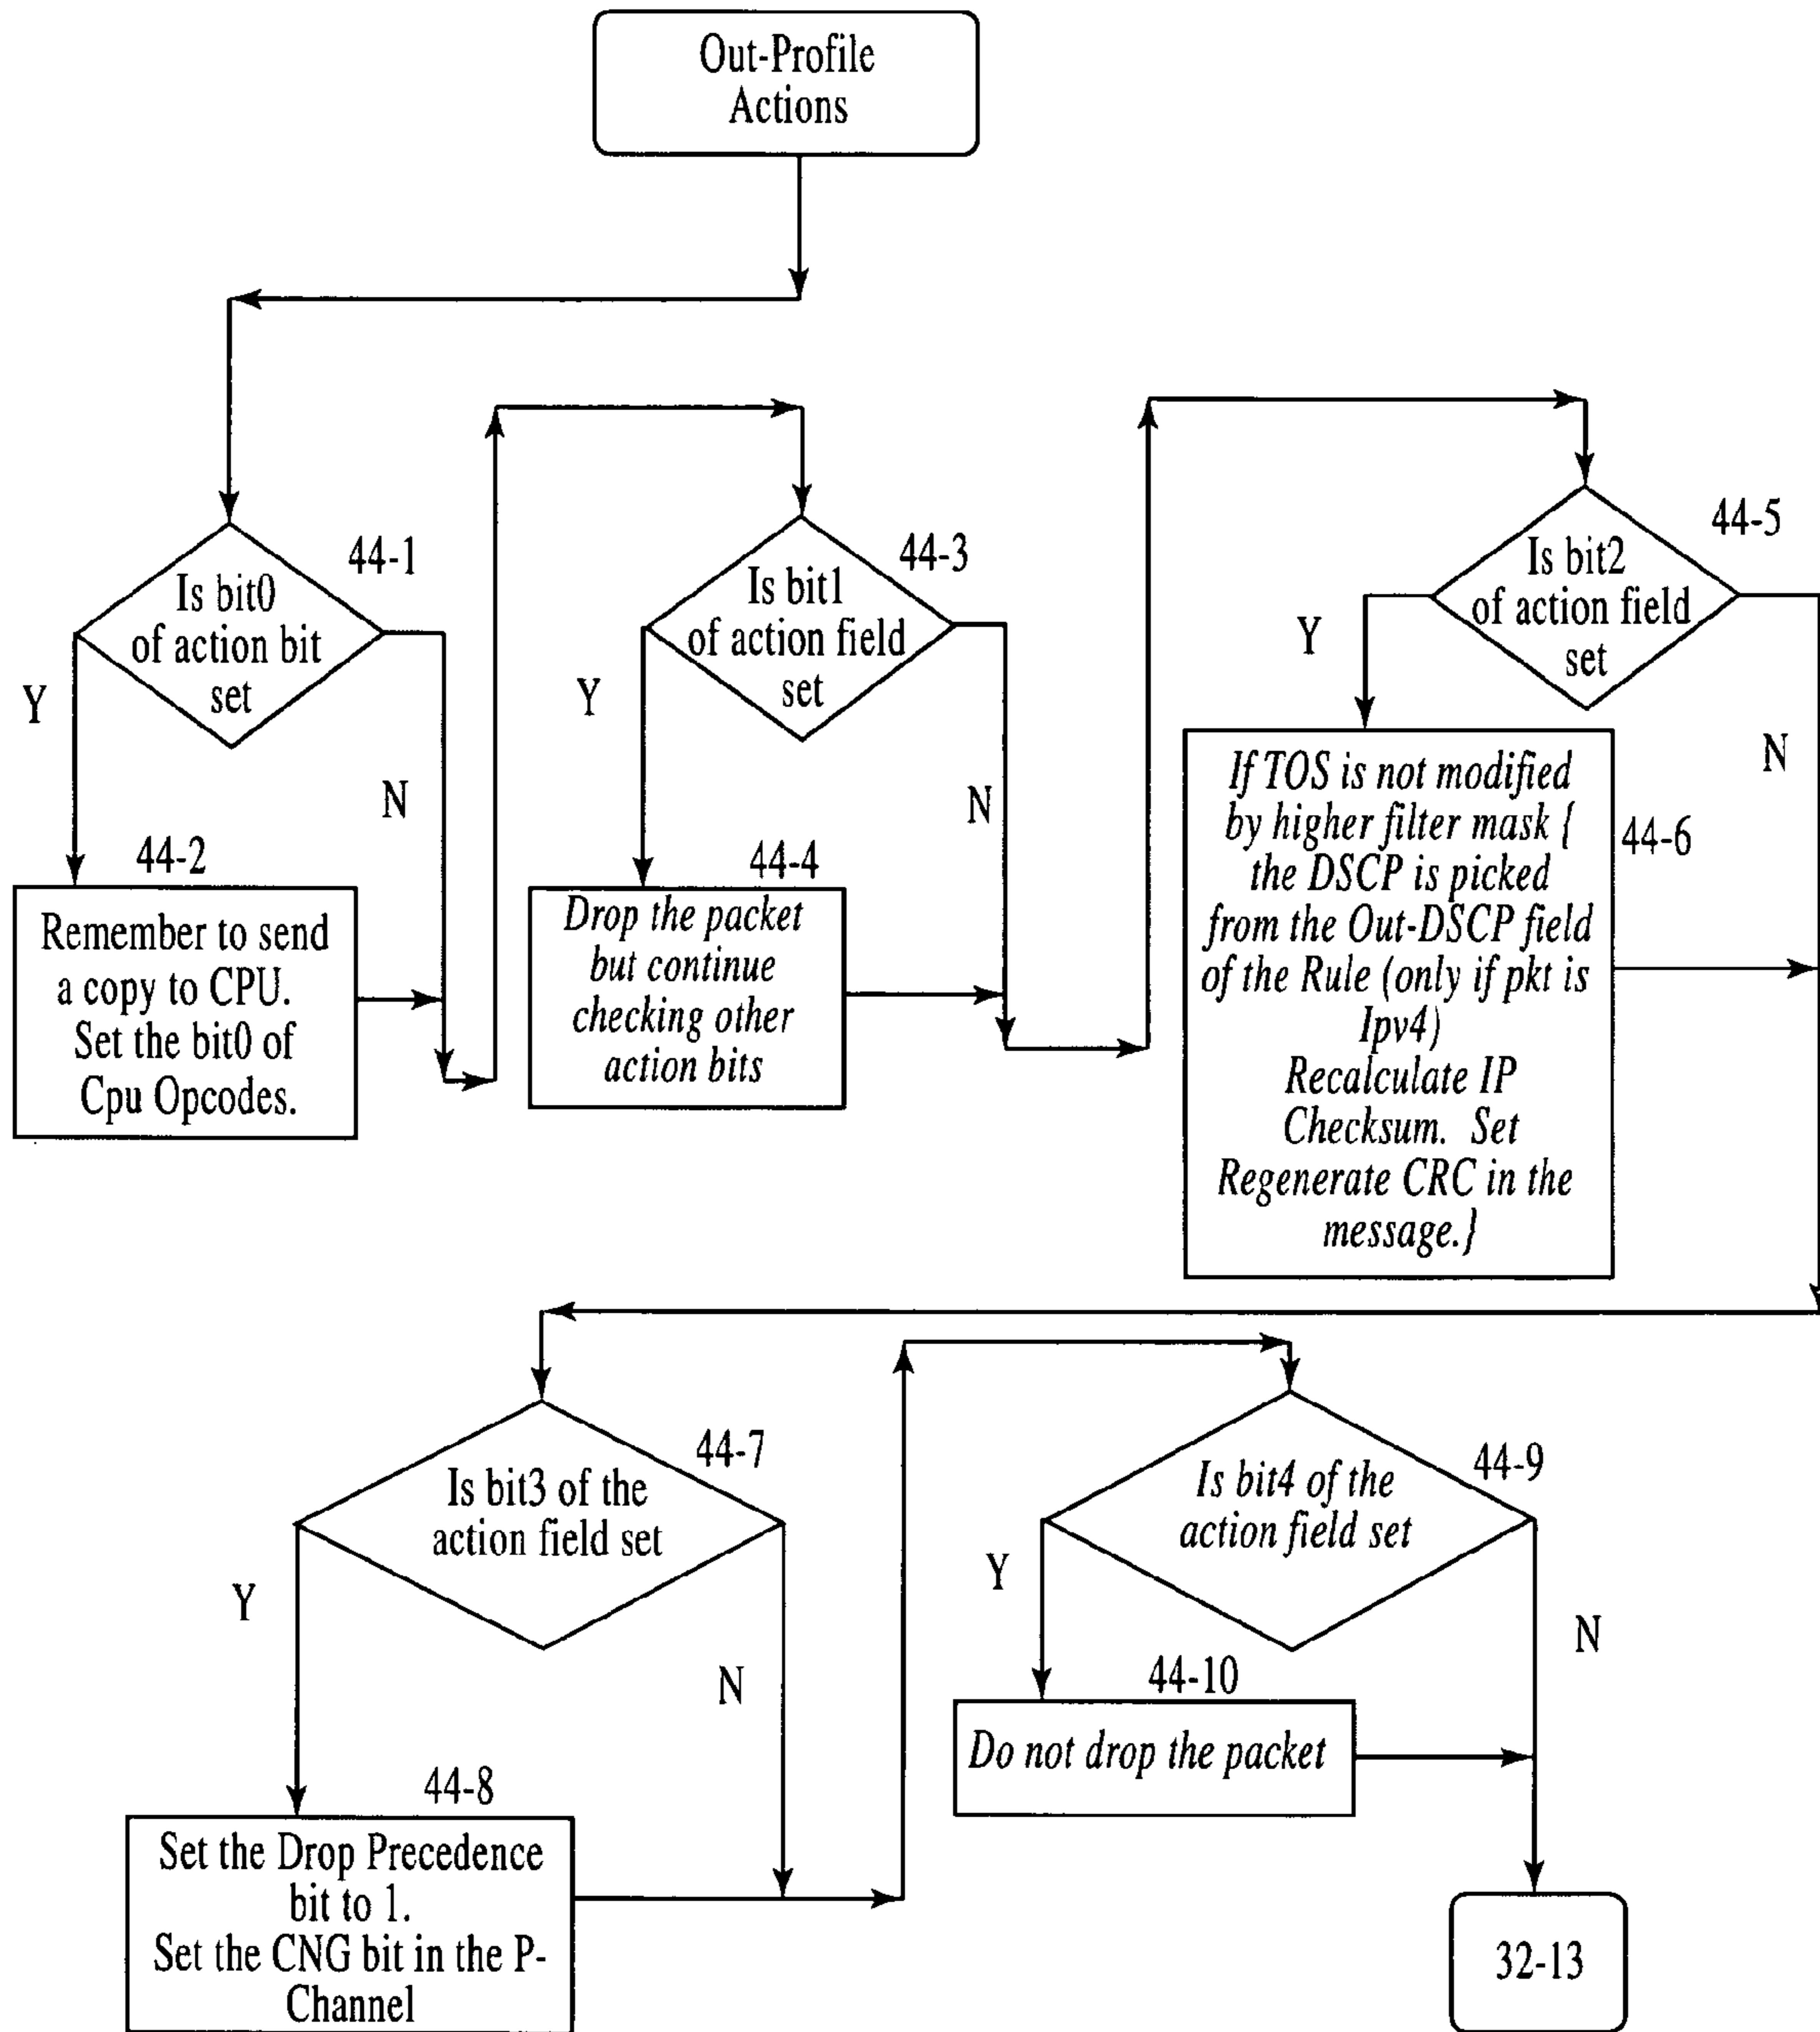 Out-Profile
Actions
44-1
Is bit0
of action bit
set
Y
N
44-2
Remember to send
a copy to CPU.
Set the bit0 of
Cpu Opcodes.
44-3
Is bit1
of action field
set
Y
N
44-4
Drop the packet
but continue
checking other
action bits
44-5
Is bit2
of action field
set
Y
N
44-6
If TOS is not modified
by higher filter mask {
the DSCP is picked
from the Out-DSCP field
of the Rule (only if pkt is
Ipv4)
Recalculate IP
Checksum. Set
Regenerate CRC in the
message.}
44-7
Is bit3 of the
action field set
Y
N
44-8
Set the Drop Precedence
bit to 1.
Set the CNG bit in the P-
Channel
44-9
Is bit4 of the
action field set
Y
N
44-10
Do not drop the packet
32-13